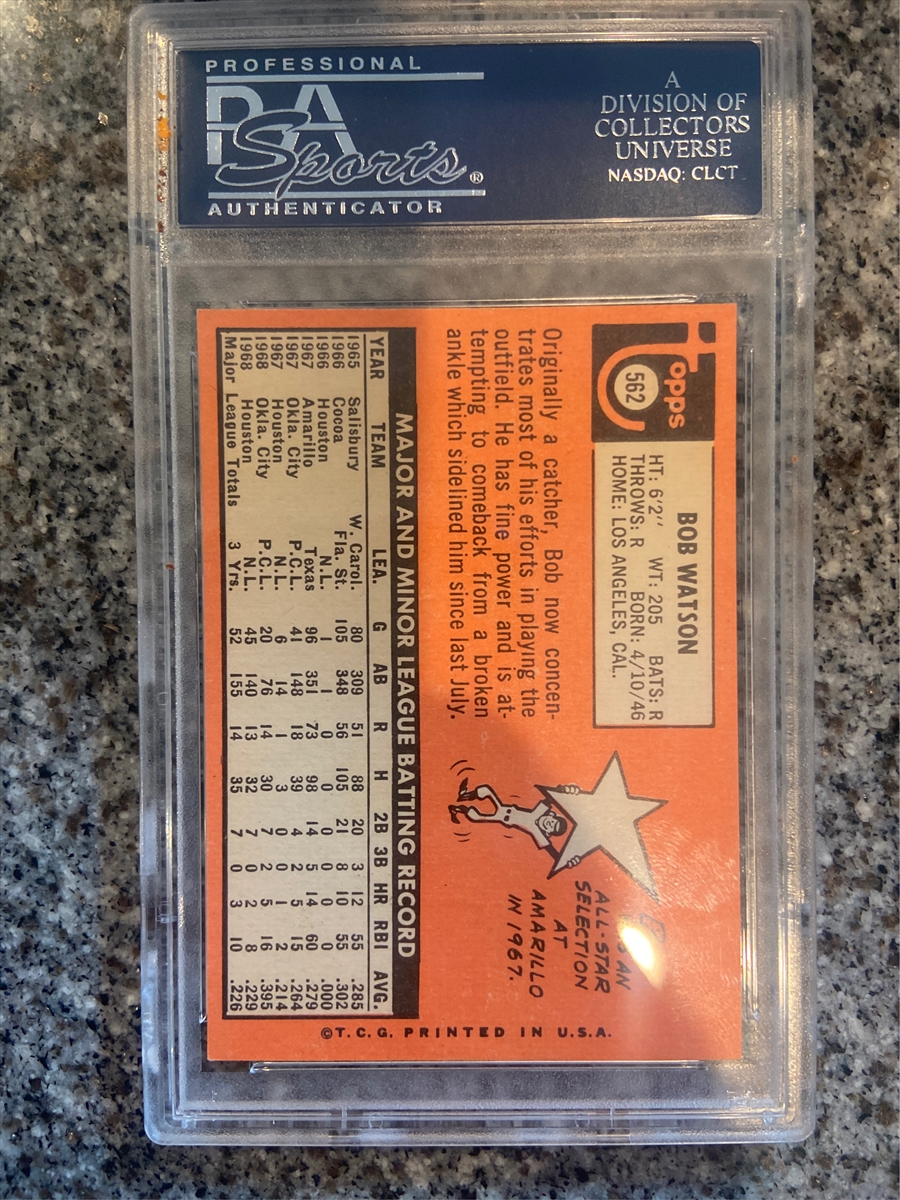 PROFESSIONAL
PSA
Sports®
AUTHENTICATOR
A
DIVISION OF
COLLECTORS
UNIVERSE
NASDAQ: CLCT
Topps
562
BOB WATSON
HT: 6'2" WT: 205 BATS: R
THROWS: R BORN: 4/10/46
HOME: LOS ANGELES, CAL.
Originally a catcher, Bob now concen-
trates most of his efforts in playing the
outfield. He has fine power and is at-
tempting to comeback from a broken
ankle which sidelined him since last July.
AN
ALL-STAR
SELECTION
AT
AMARILLO
IN 1967.
MAJOR AND MINOR LEAGUE BATTING RECORD
YEAR TEAM LEA. G AB R H 2B 3B HR RBI AVG.
1965 Salisbury W. Carol. 80 309 51 88 20 3 12 55 .285
1966 Cocoa Fla. St. 105 348 56 105 21 8 10 55 .302
1966 Houston N.L. 1 1 0 0 0 0 0 0 .000
1967 Amarillo Texas 96 351 73 98 14 5 14 60 .279
1967 Okla. City P.C.L. 41 148 18 39 4 2 5 15 .264
1967 Houston N.L. 6 14 1 3 0 0 1 2 .214
1968 Okla. City P.C.L. 20 76 14 30 7 2 5 16 .395
1968 Houston N.L. 45 140 13 32 7 0 2 8 .229
Major League Totals 3 Yrs. 52 155 14 35 7 0 3 10 .226
©T.C.G. PRINTED IN U.S.A.